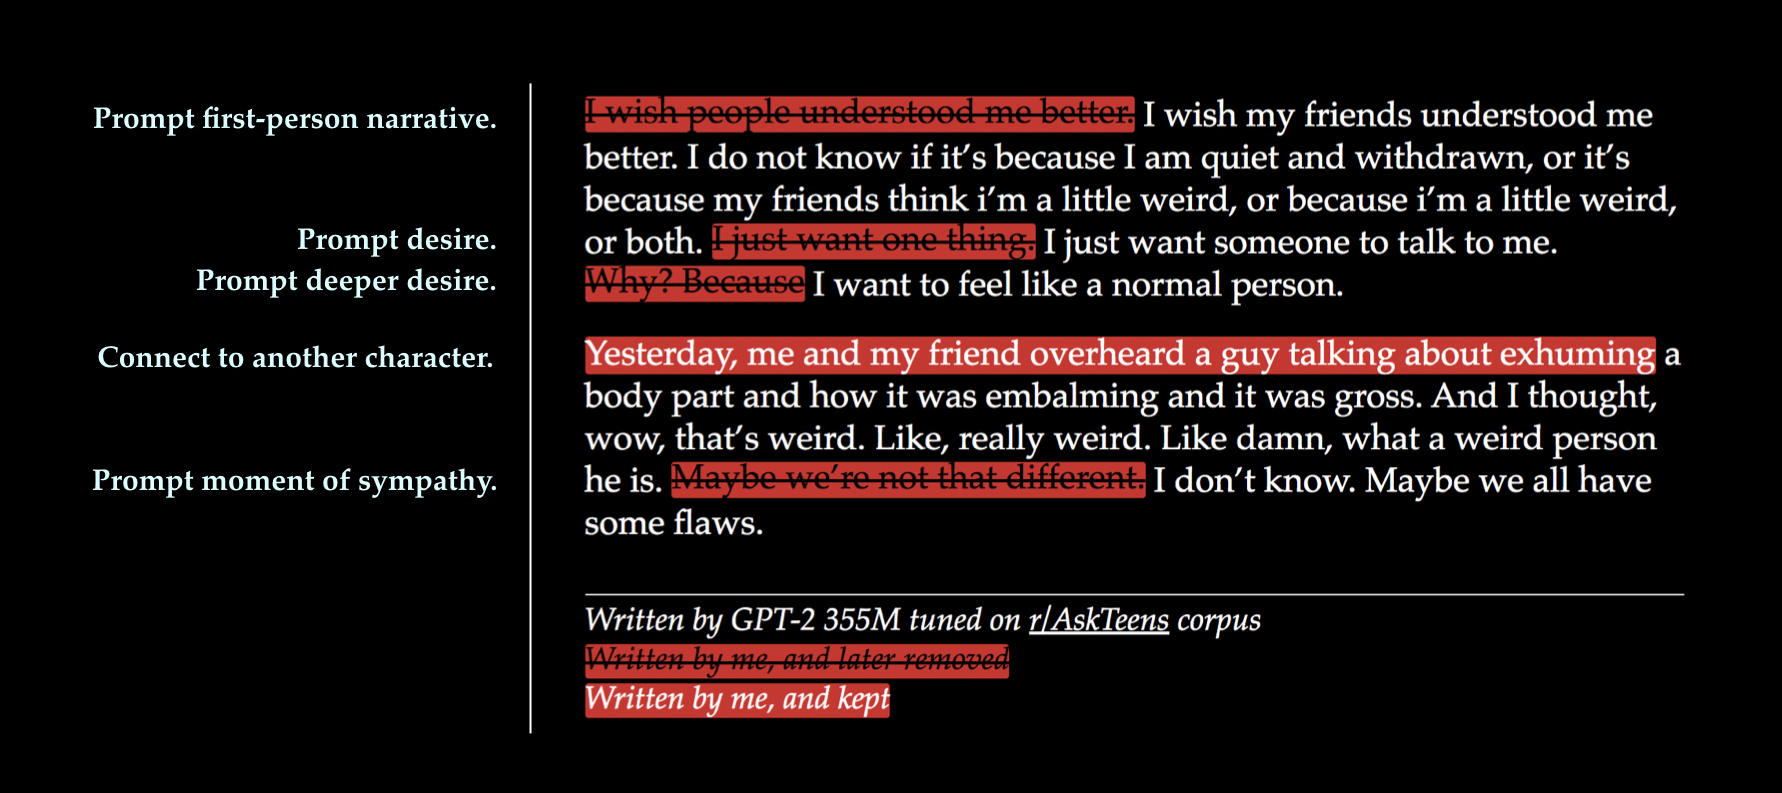 Prompt first-person narrative.
I wish people understood me better. I wish my friends understood me
better. I do not know if it’s because I am quiet and withdrawn, or it’s
because my friends think i’m a little weird, or because i’m a little weird,
Prompt desire.
or both. I just want one thing. I just want someone to talk to me.
Prompt deeper desire.
Why? Because I want to feel like a normal person.
Connect to another character.
Yesterday, me and my friend overheard a guy talking about exhuming a
body part and how it was embalming and it was gross. And I thought,
wow, that’s weird. Like, really weird. Like damn, what a weird person
Prompt moment of sympathy.
he is. Maybe we’re not that different. I don’t know. Maybe we all have
some flaws.
Written by GPT-2 355M tuned on r/AskTeens corpus
Written by me, and later removed
Written by me, and kept